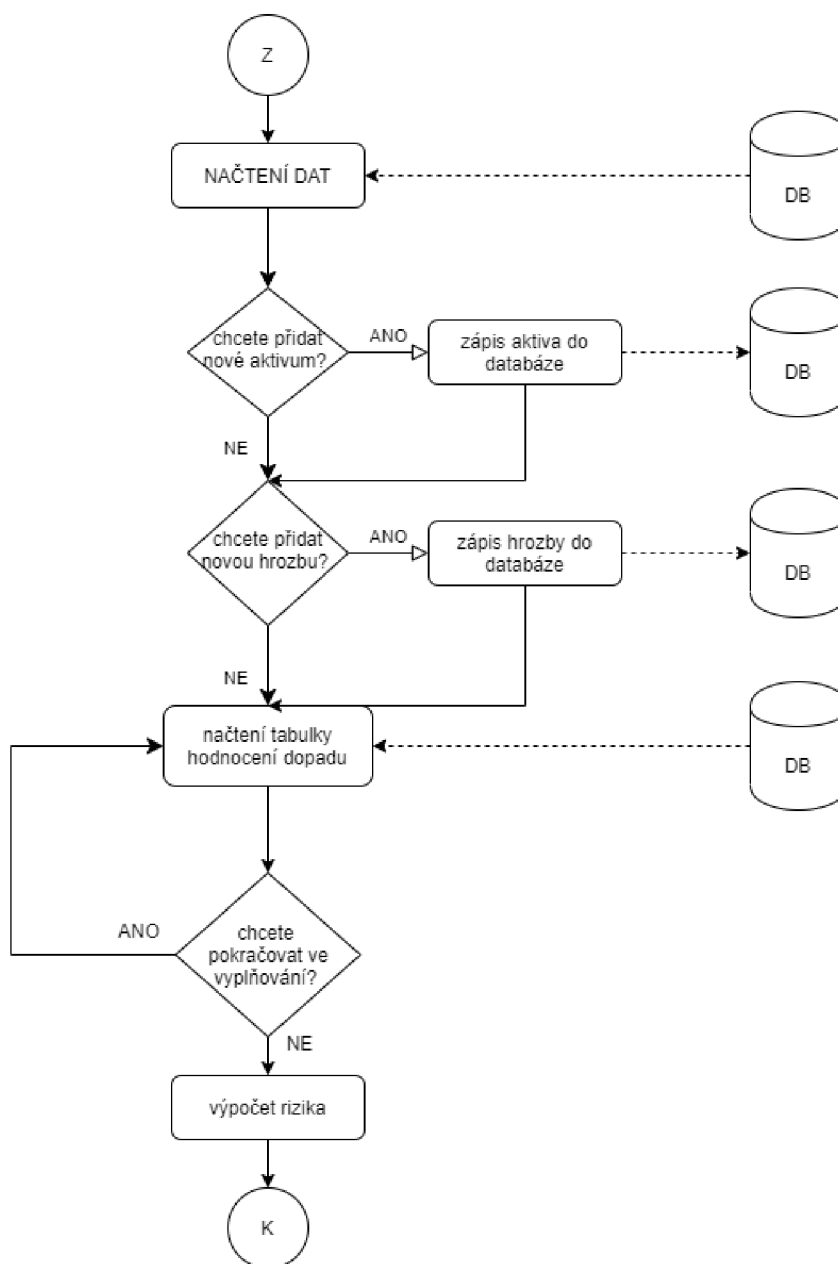 Z
NAČTENÍ DAT
DB
chcete přidat
nové aktivum?
ANO
zápis aktiva do
databáze
DB
NE
chcete přidat
novou hrozbu?
ANO
zápis hrozby do
databáze
DB
NE
načtení tabulky
hodnocení dopadu
DB
ANO
chcete
pokračovat ve
vyplňování?
NE
výpočet rizika
K